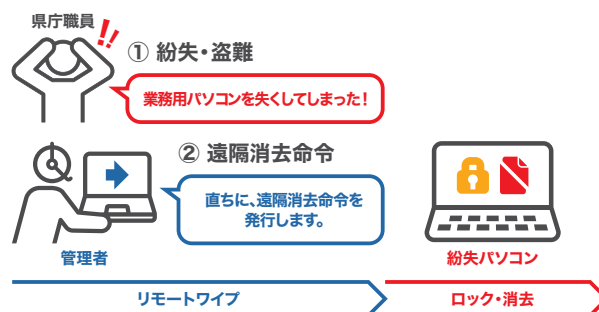 県庁職員
!!
① 紛失・盗難
業務用パソコンを失くしてしまった!
② 遠隔消去命令
直ちに、遠隔消去命令を
発行します。
管理者
紛失パソコン
リモートワイプ
ロック・消去